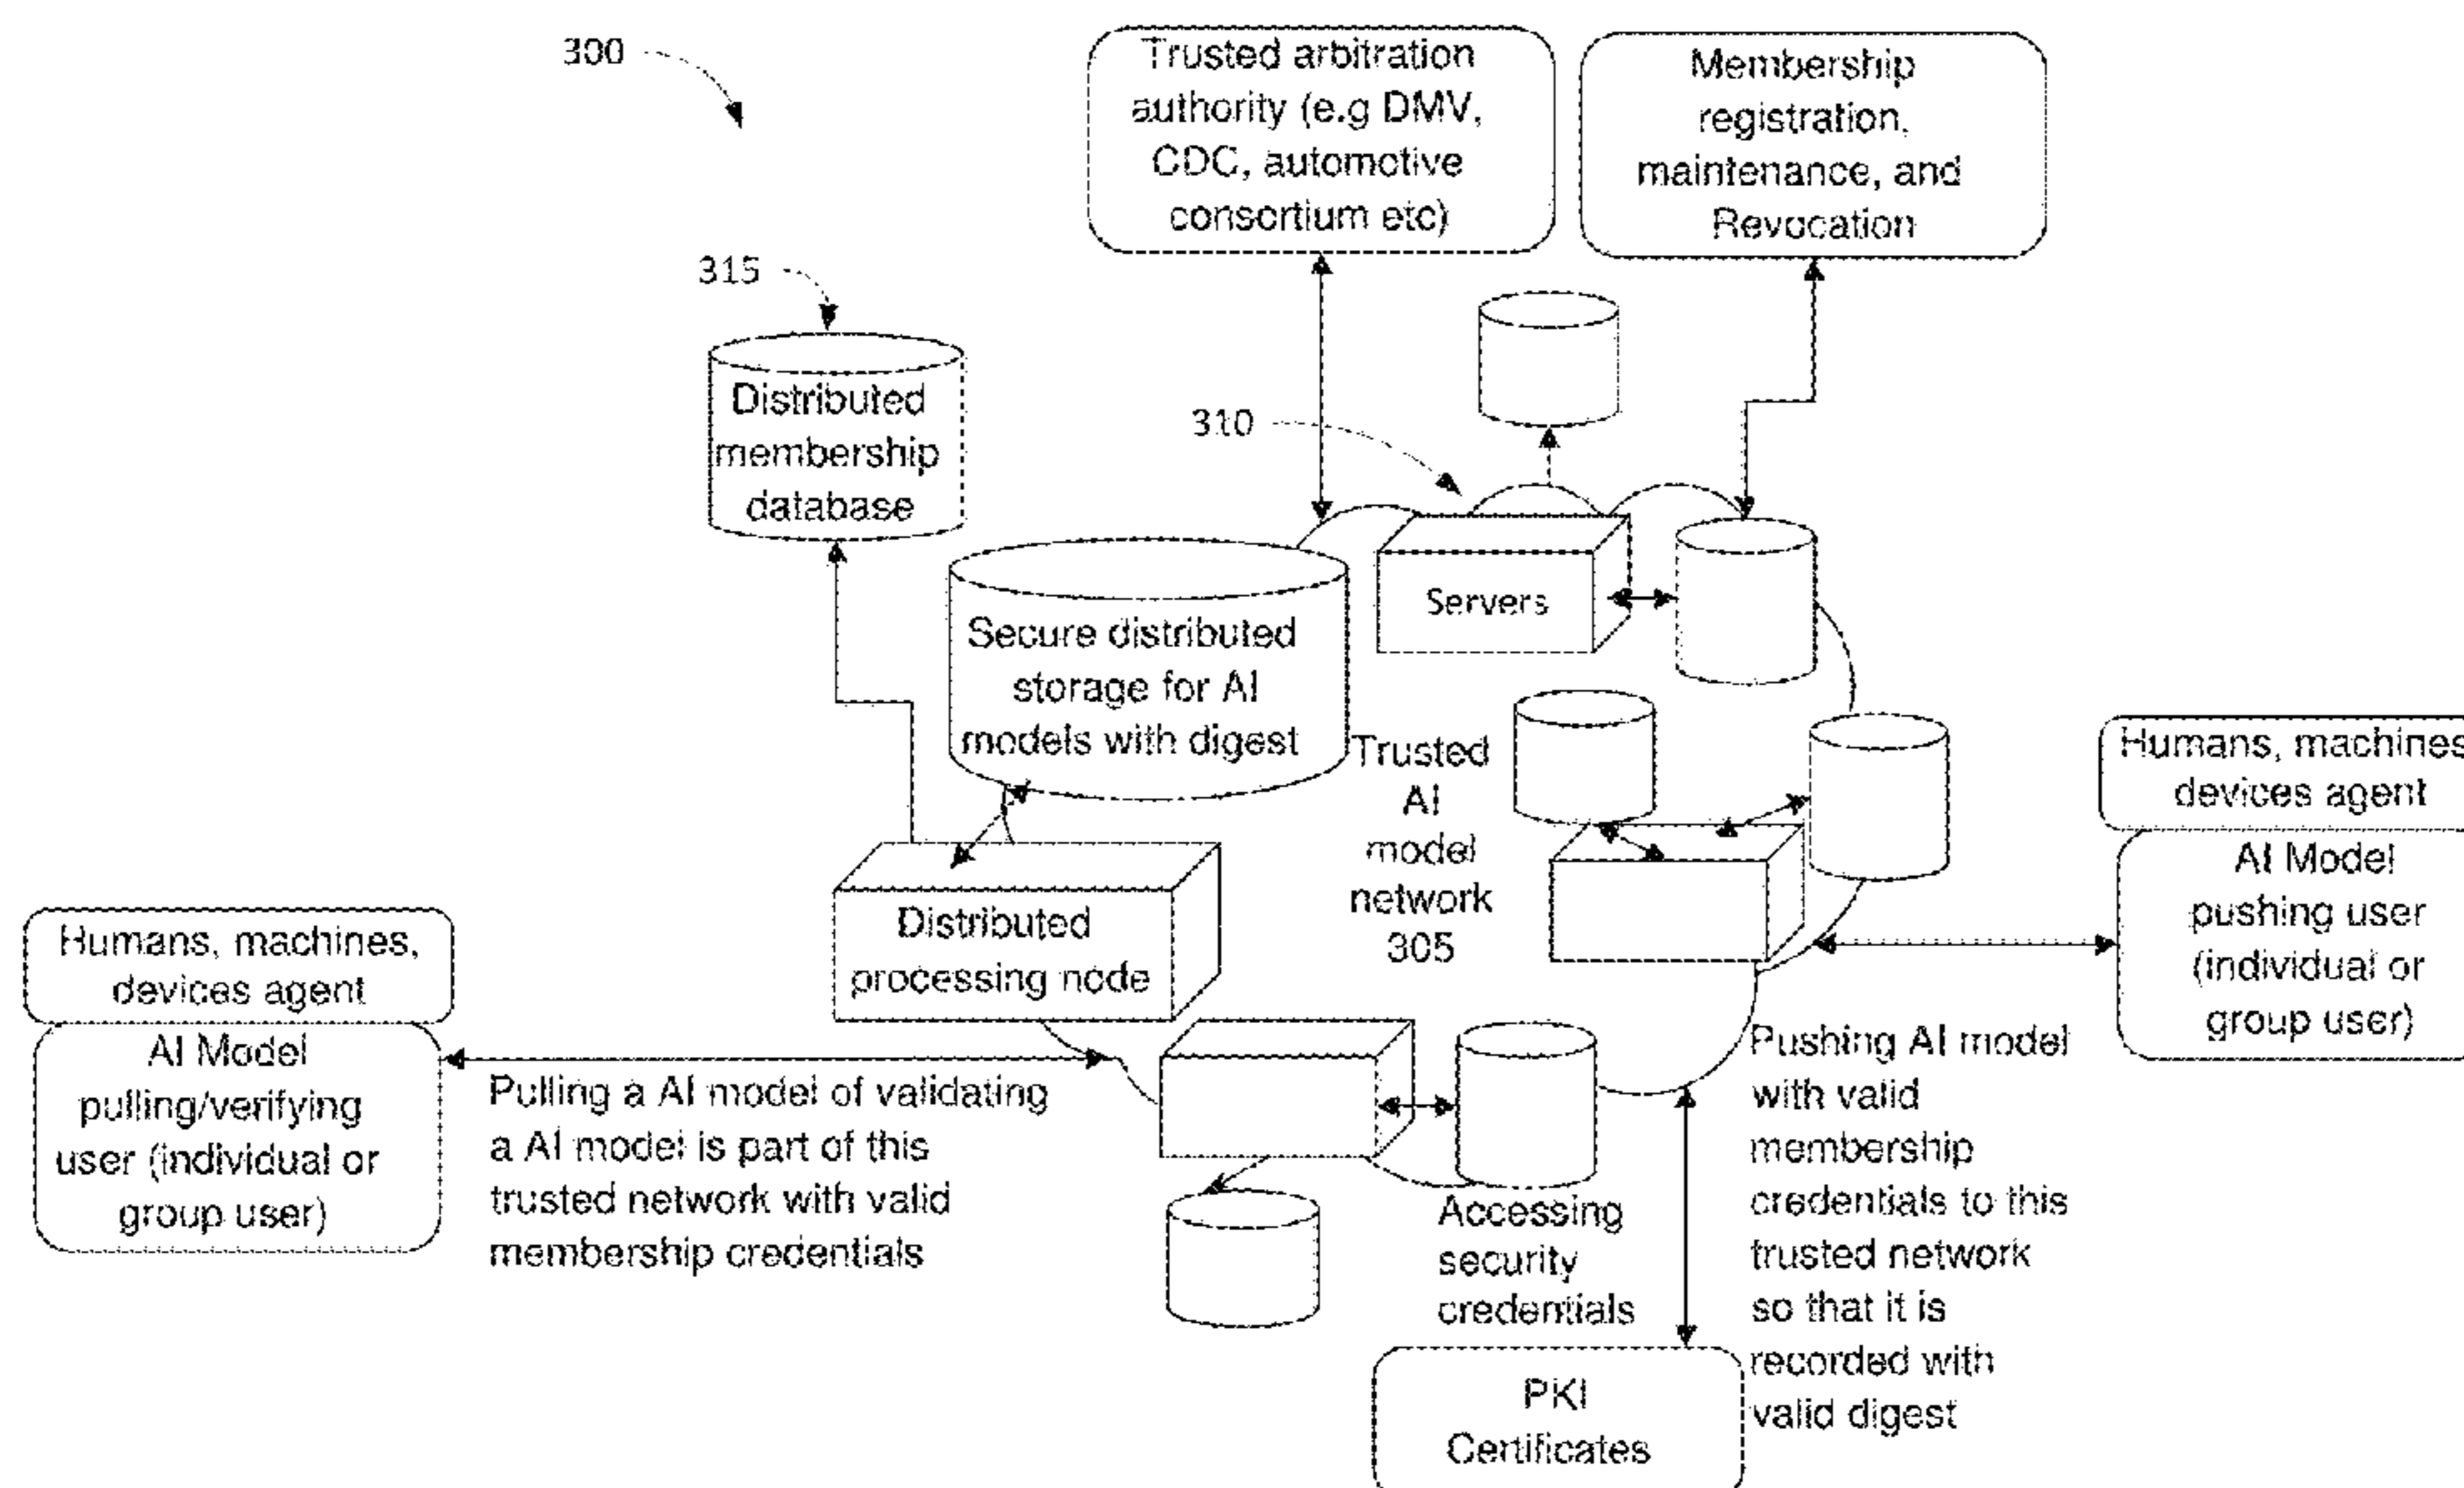 300
Trusted arbitration
authority (e.g DMV,
CDC, automotive
consortium etc)
Membership
registration,
maintenance, and
Revocation
315
Distributed
membership
database
310
Servers
Secure distributed
storage for AI
models with digest
Trusted
AI
model
network
305
Humans, machines
devices agent
AI Model
pushing user
(individual or
group user)
Distributed
processing node
Humans, machines,
devices agent
AI Model
pulling/verifying
user (individual or
group user)
Pulling a AI model of validating
a AI model is part of this
trusted network with valid
membership credentials
Accessing
security
credentials
Pushing AI model
with valid
membership
credentials to this
trusted network
so that it is
recorded with
valid digest
PKI
Certificates